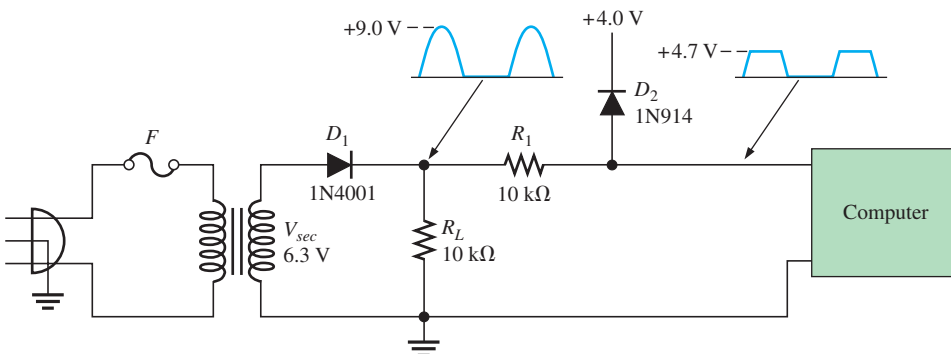 +9.0 V
+4.0 V
+4.7 V
D2
1N914
F
D1
1N4001
R1
10 kΩ
Vsec
6.3 V
RL
10 kΩ
Computer